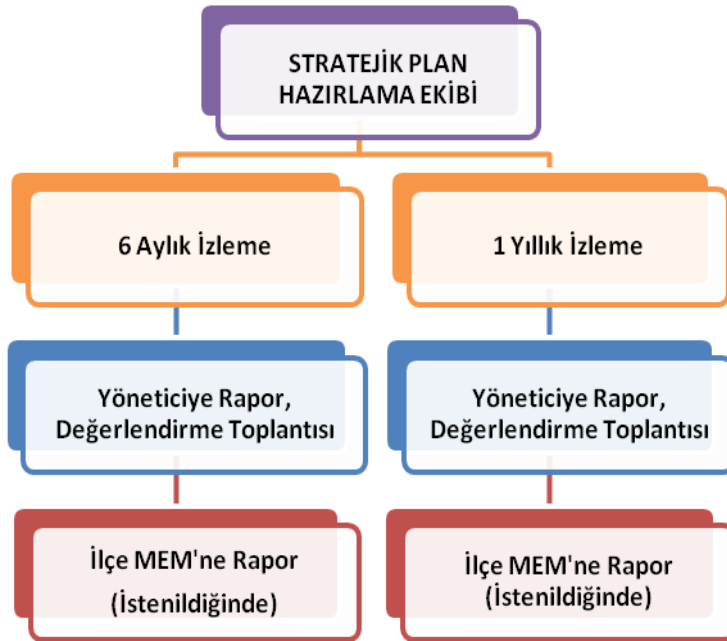 STRATEJİK PLAN
HAZIRLAMA EKİBİ
6 Aylık İzleme
1 Yıllık İzleme
Yöneticiye Rapor,
Değerlendirme Toplantısı
Yöneticiye Rapor,
Değerlendirme Toplantısı
İlçe MEM'ne Rapor
(İstenildiğinde)
İlçe MEM'ne Rapor
(İstenildiğinde)